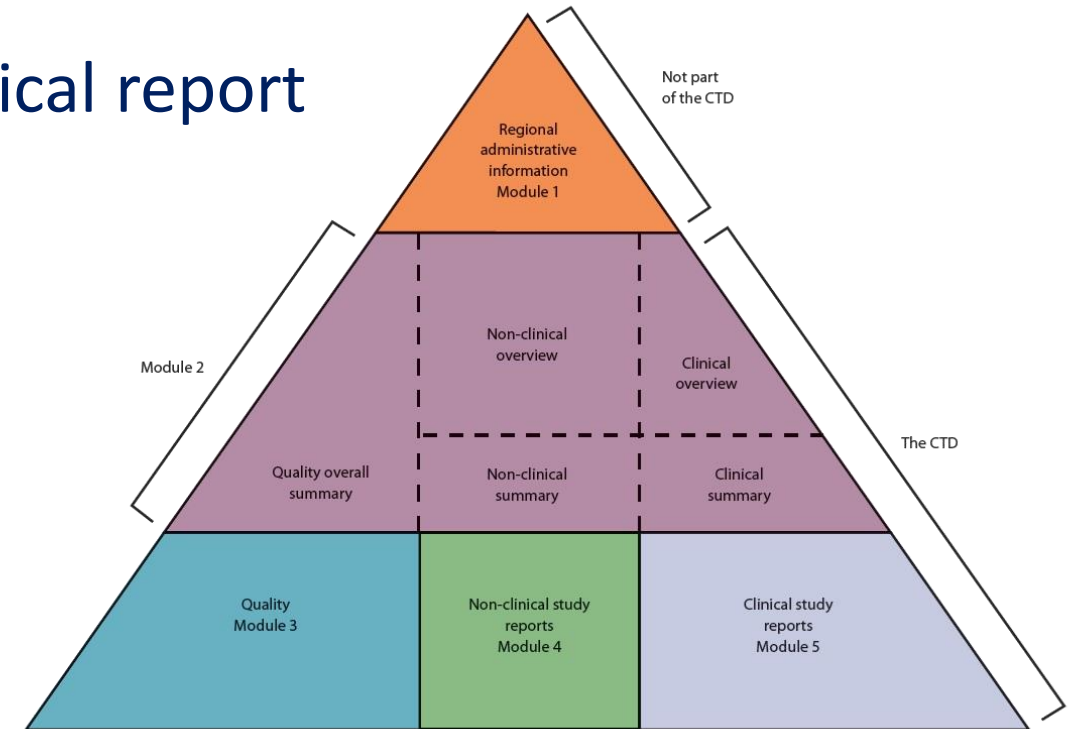 ical report
Not part
of the CTD
Regional
administrative
information
Module 1
Module 2
Non-clinical
overview
Clinical
overview
The CTD
Quality overall
summary
Non-clinical
summary
Clinical
summary
Quality
Module 3
Non-clinical study
reports
Module 4
Clinical study
reports
Module 5